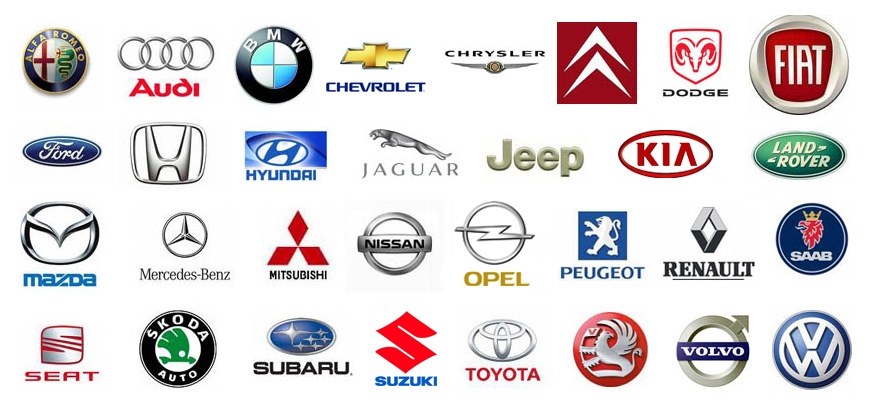 ALFA ROMEO
Audi
BMW
CHEVROLET
CHRYSLER
DODGE
FIAT
Ford
HYUNDAI
JAGUAR
Jeep
KIA
LAND-
-ROVER
mazda
Mercedes-Benz
MITSUBISHI
NISSAN
OPEL
PEUGEOT
RENAULT
SAAB
SEAT
ŠKODA
AUTO
SUBARU
SUZUKI
TOYOTA
V
VOLVO
VW